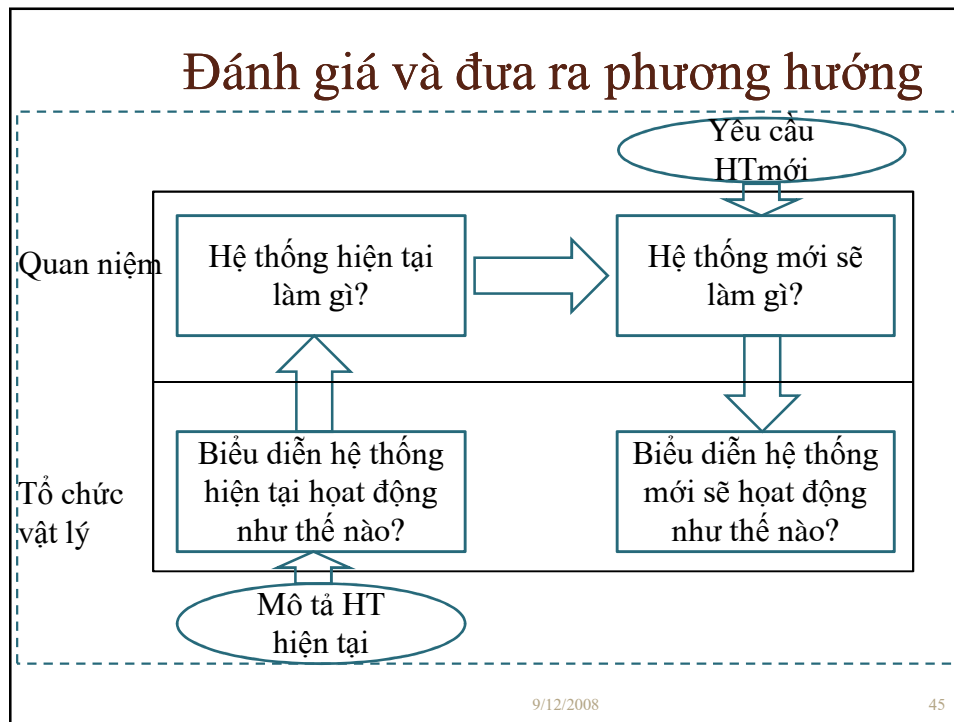 Đánh giá và đưa ra phương hướng
Yêu cầu
HTmới
Quan niệm
Hệ thống hiện tại
làm gì?
Hệ thống mới sẽ
làm gì?
Tổ chức
vật lý
Biểu diễn hệ thống
hiện tại họat động
như thế nào?
Biểu diễn hệ thống
mới sẽ họat động
như thế nào?
Mô tả HT
hiện tại
9/12/2008
45